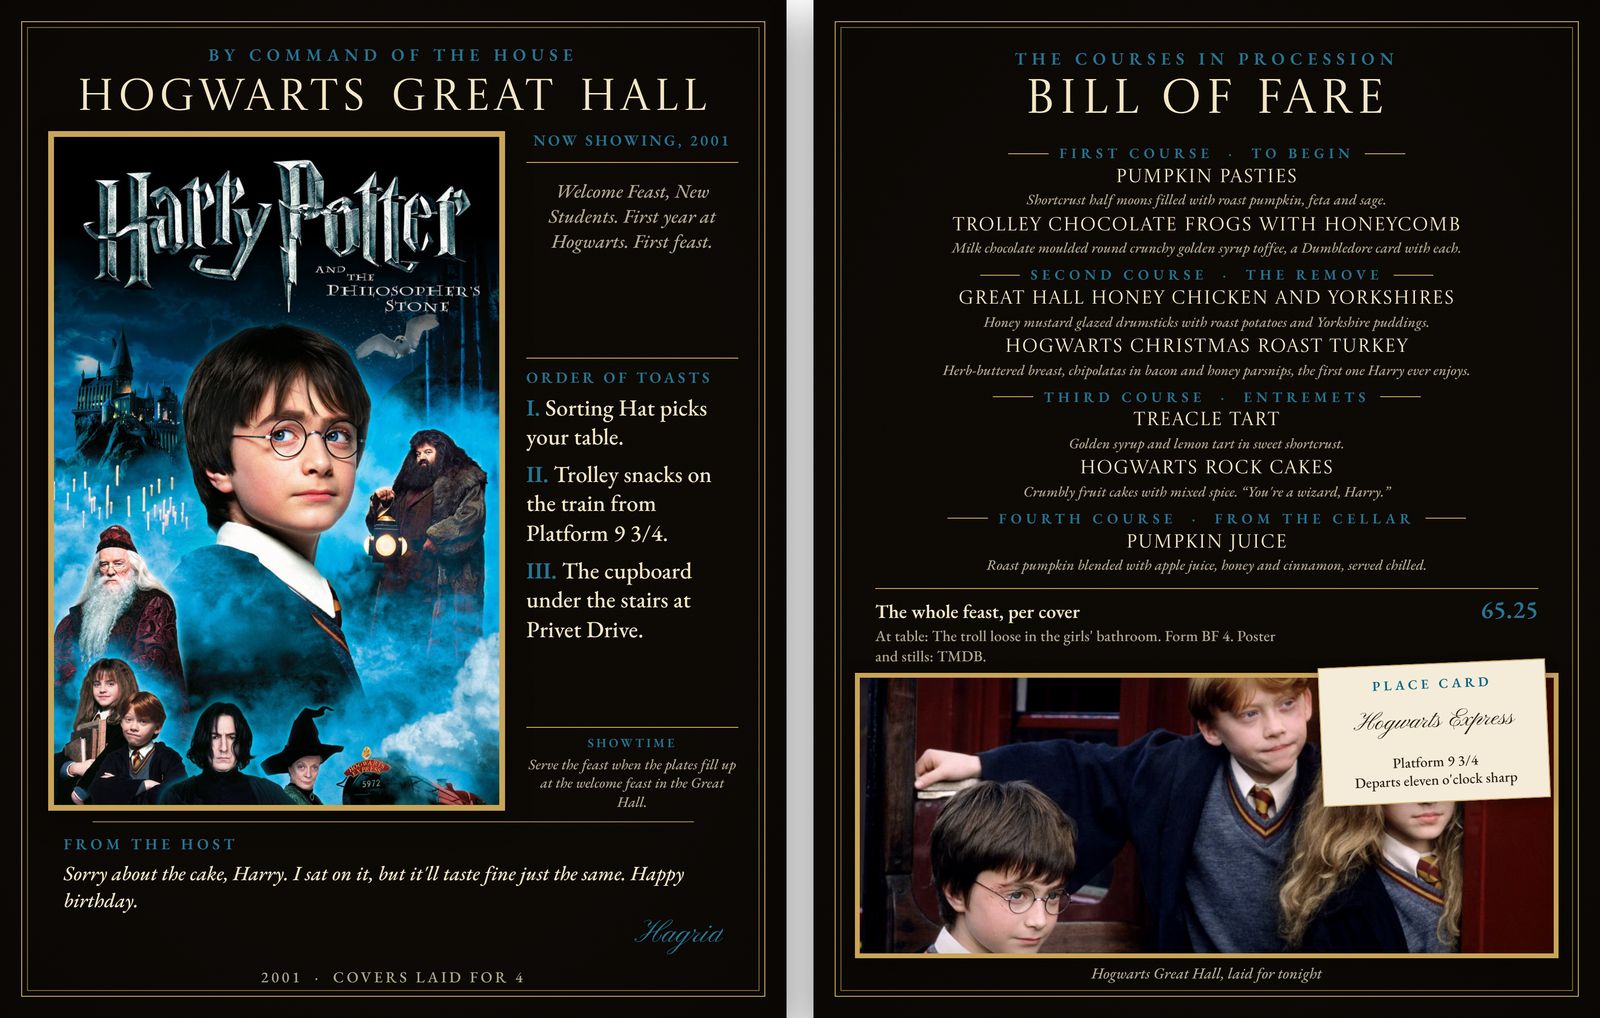 BY COMMAND OF THE HOUSE
HOGWARTS GREAT HALL
Harry Potter
AND THE
PHILOSOPHER'S
STONE
HOGWARTS
EXPRESS
5972
NOW SHOWING, 2001
Welcome Feast, New
Students. First year at
Hogwarts. First feast.
ORDER OF TOASTS
I. Sorting Hat picks
your table.
II. Trolley snacks on
the train from
Platform 9 3/4.
III. The cupboard
under the stairs at
Privet Drive.
SHOWTIME
Serve the feast when the plates fill up
at the welcome feast in the Great
Hall.
FROM THE HOST
Sorry about the cake, Harry. I sat on it, but it'll taste fine just the same. Happy
birthday.
Hagrid
2001 · COVERS LAID FOR 4
THE COURSES IN PROCESSION
BILL OF FARE
FIRST COURSE · TO BEGIN
PUMPKIN PASTIES
Shortcrust half moons filled with roast pumpkin, feta and sage.
TROLLEY CHOCOLATE FROGS WITH HONEYCOMB
Milk chocolate moulded round crunchy golden syrup toffee, a Dumbledore card with each.
SECOND COURSE · THE REMOVE
GREAT HALL HONEY CHICKEN AND YORKSHIRES
Honey mustard glazed drumsticks with roast potatoes and Yorkshire puddings.
HOGWARTS CHRISTMAS ROAST TURKEY
Herb-buttered breast, chipolatas in bacon and honey parsnips, the first one Harry ever enjoys.
THIRD COURSE · ENTREMETS
TREACLE TART
Golden syrup and lemon tart in sweet shortcrust.
HOGWARTS ROCK CAKES
Crumbly fruit cakes with mixed spice. “You're a wizard, Harry.”
FOURTH COURSE · FROM THE CELLAR
PUMPKIN JUICE
Roast pumpkin blended with apple juice, honey and cinnamon, served chilled.
The whole feast, per cover 65.25
At table: The troll loose in the girls' bathroom. Form BF 4. Poster
and stills: TMDB.
PLACE CARD
Hogwarts Express
Platform 9 3/4
Departs eleven o'clock sharp
Hogwarts Great Hall, laid for tonight